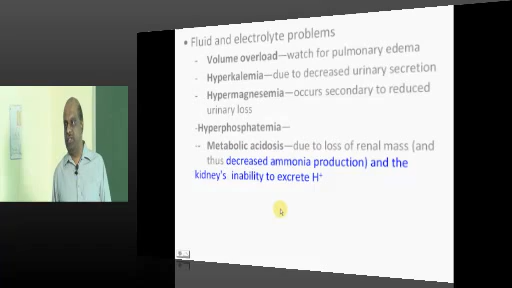 • Fluid and electrolyte problems
- Volume overload—watch for pulmonary edema
- Hyperkalemia—due to decreased urinary secretion
- Hypermagnesemia—occurs secondary to reduced
urinary loss
-Hyperphosphatemia—
- Metabolic acidosis—due to loss of renal mass (and
thus decreased ammonia production) and the
kidney's inability to excrete H+